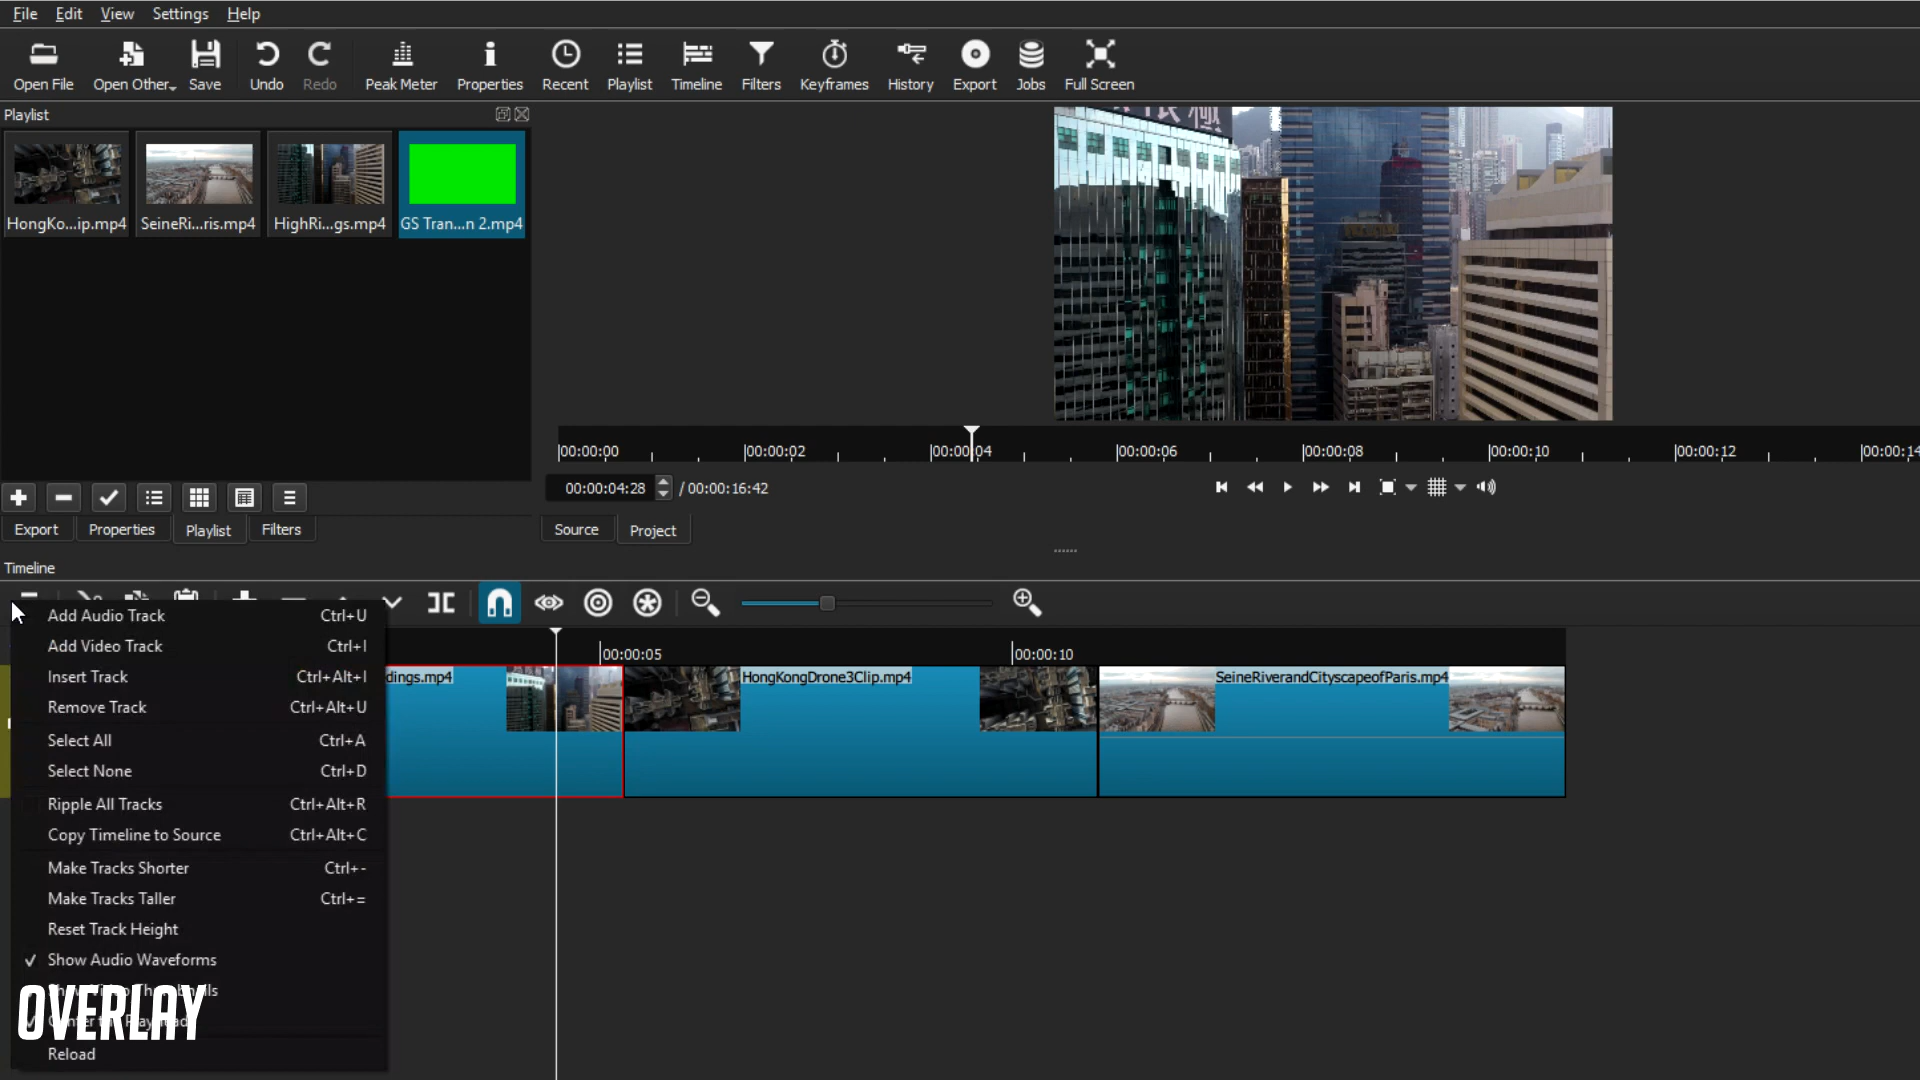 File Edit View Settings Help
Open File Open Other Save Undo Redo Peak Meter Properties Recent Playlist Timeline Filters Keyframes History Export Jobs Full Screen
Playlist
HongKo...ip.mp4 SeineRi...ris.mp4 HighRi...gs.mp4 GS Tran...n 2.mp4
00:00:00 00:00:02 00:00:04 00:00:06 00:00:08 00:00:10 00:00:12 00:00:14
00:00:04:28 / 00:00:16:42
Export Properties Playlist Filters
Source Project
Timeline
Add Audio Track Ctrl+U
Add Video Track Ctrl+I
Insert Track Ctrl+Alt+I
Remove Track Ctrl+Alt+U
Select All Ctrl+A
Select None Ctrl+D
Ripple All Tracks Ctrl+Alt+R
Copy Timeline to Source Ctrl+Alt+C
Make Tracks Shorter Ctrl+-
Make Tracks Taller Ctrl+=
Reset Track Height
Show Audio Waveforms
Reload
00:00:05 00:00:10
dings.mp4 HongKongDrone3Clip.mp4 SeineRiverandCityscapeofParis.mp4
OVERLAY